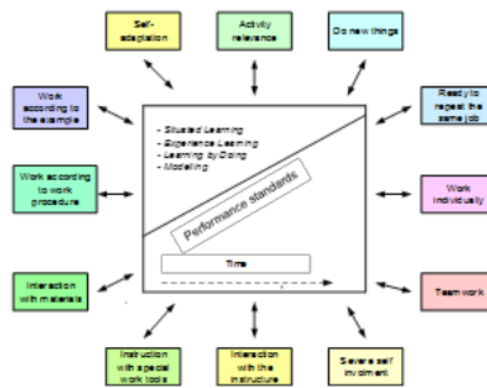 Self-
adaptation
Activity
relevance
Do new things
Work
according to
the example
Ready to
repeat the
same job
- Situated Learning
- Experience Learning
- Learning by Doing
- Modelling
Work according
to work
procedure
Performance standards
Work
individually
Time
Interaction
with materials
Teamwork
Instruction
with special
work tools
Interaction
with the
instructure
Severe self
involment